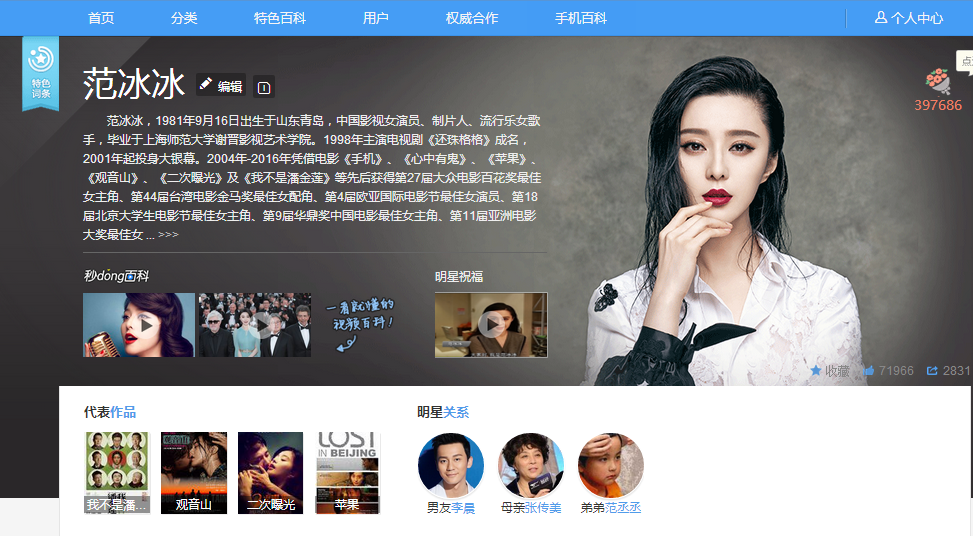 首页 分类 特色百科 用户 权威合作 手机百科 个人中心
特色
词条
范冰冰 编辑
397686
范冰冰，1981年9月16日出生于山东青岛，中国影视女演员、制片人、流行乐女歌
手，毕业于上海师范大学谢晋影视艺术学院。1998年主演电视剧《还珠格格》成名，
2001年起投身大银幕。2004年-2016年凭借电影《手机》、《心中有鬼》、《苹果》、
《观音山》、《二次曝光》及《我不是潘金莲》等先后获得第27届大众电影百花奖最佳
女主角、第44届台湾电影金马奖最佳女配角、第4届欧亚国际电影节最佳女演员、第18
届北京大学生电影节最佳女主角、第9届华鼎奖中国电影最佳女主角、第11届亚洲电影
大奖最佳女 ... >>>
秒dong百科 明星祝福
一看就懂的
视频百科！
收藏 71966 2831
代表作品 明星关系
LOST
IN BEIJING
我不是潘... 观音山 二次曝光 苹果
男友李晨 母亲张传美 弟弟范丞丞